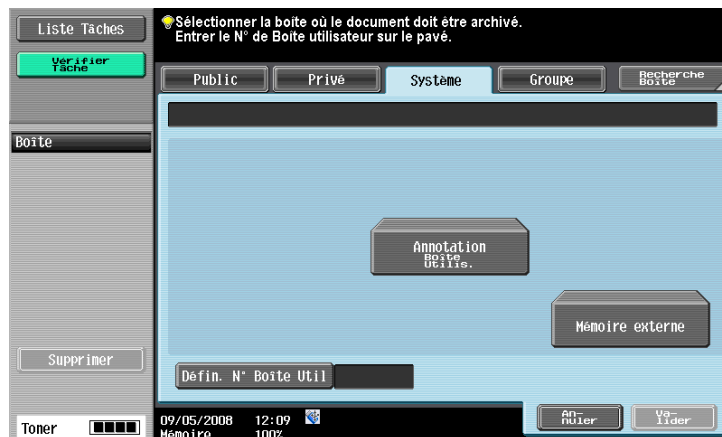 Liste Tâches
Sélectionner la boîte où le document doit être archivé.
Entrer le N° de Boîte utilisateur sur le pavé.
Vérifier
Tâche
Public
Privé
Système
Groupe
Recherche
Boîte
Boîte
Annotation
Boîte
Utilis.
Mémoire externe
Supprimer
Défin. N° Boîte Util
Toner
09/05/2008 12:09
Mémoire 100%
An-
nuler
Va-
lider